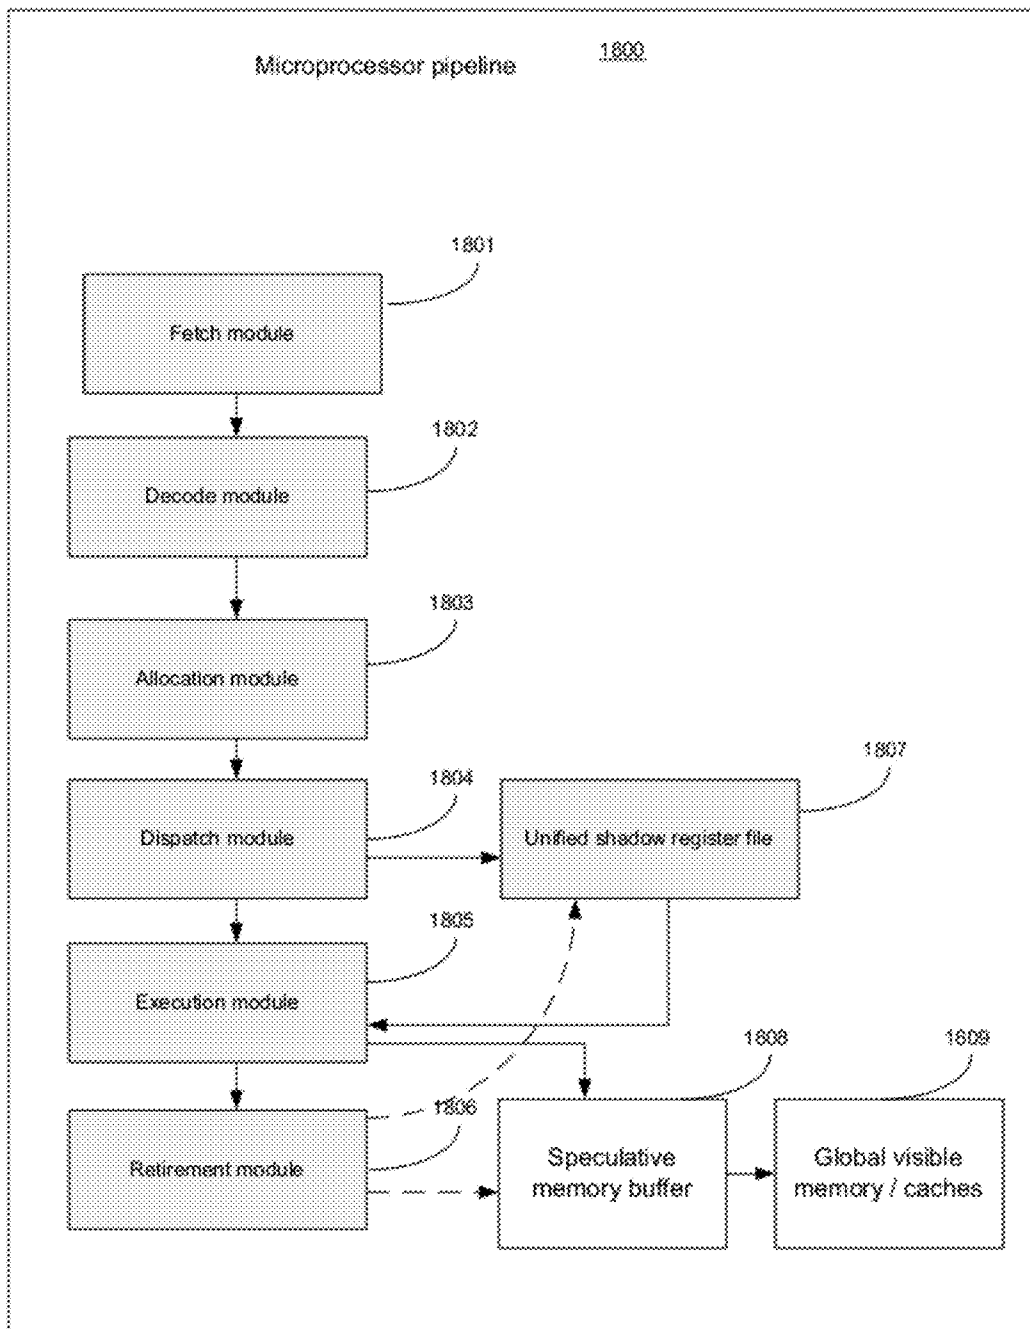 Microprocessor pipeline
1800
1801
Fetch module
1802
Decode module
1803
Allocation module
1804
Dispatch module
1807
Unified shadow register file
1805
Execution module
1808
1809
1806
Retirement module
Speculative
memory buffer
Global visible
memory / caches